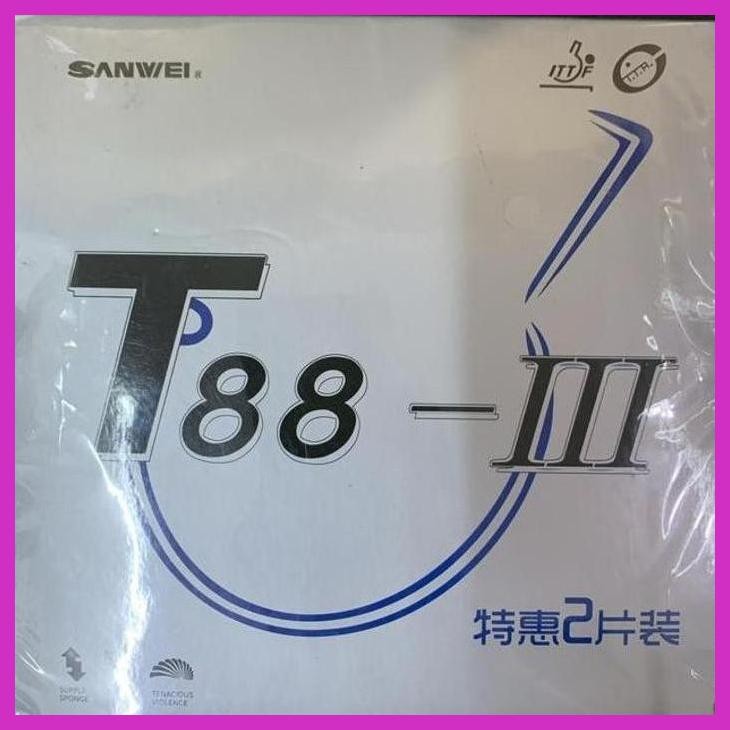 SANWEI
ITTF
J.T.T.A.
T88-III
特惠2片装
SUPPLE
SPONGE
TENACIOUS
VIOLENCE